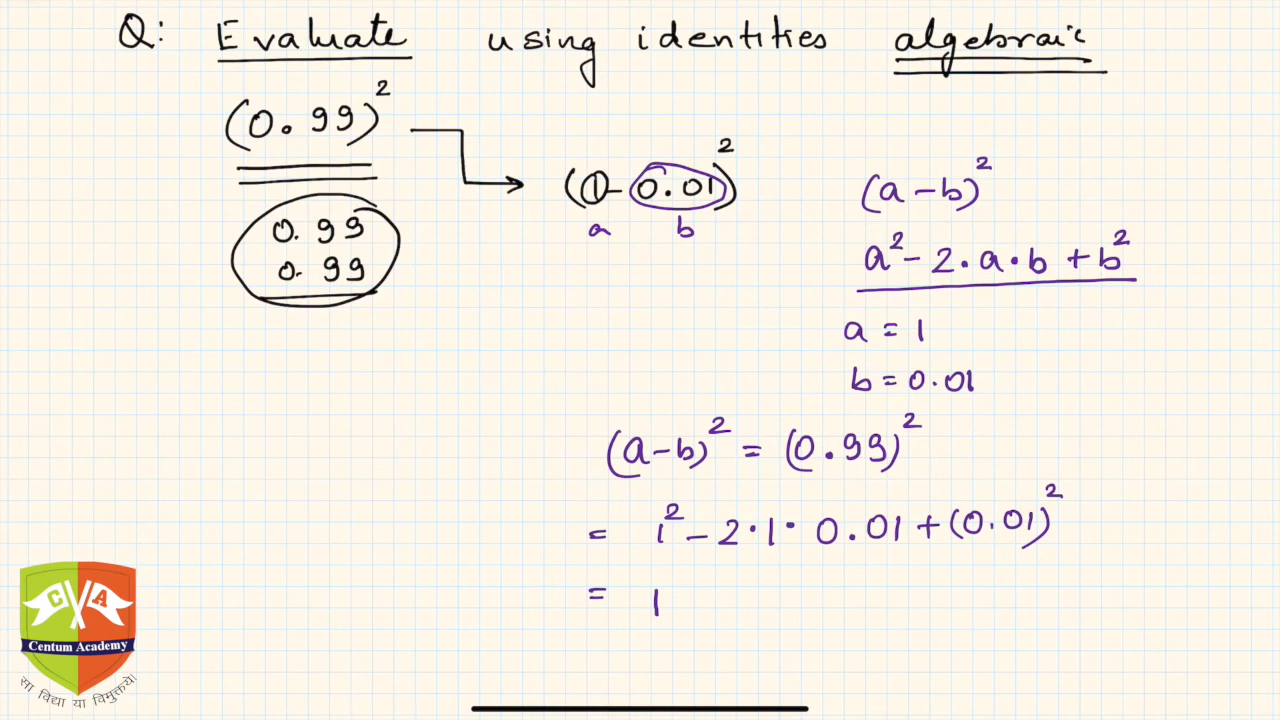 Q: Evaluate using identities algebraic
(0.99)²
(1 - 0.01)²
a b
0.99
0.99
(a - b)²
a² - 2·a·b + b²
a = 1
b = 0.01
(a - b)² = (0.99)²
= 1² - 2·1·0.01 + (0.01)²
= 1
C A
Centum Academy
सा विद्या या विमुक्तये।